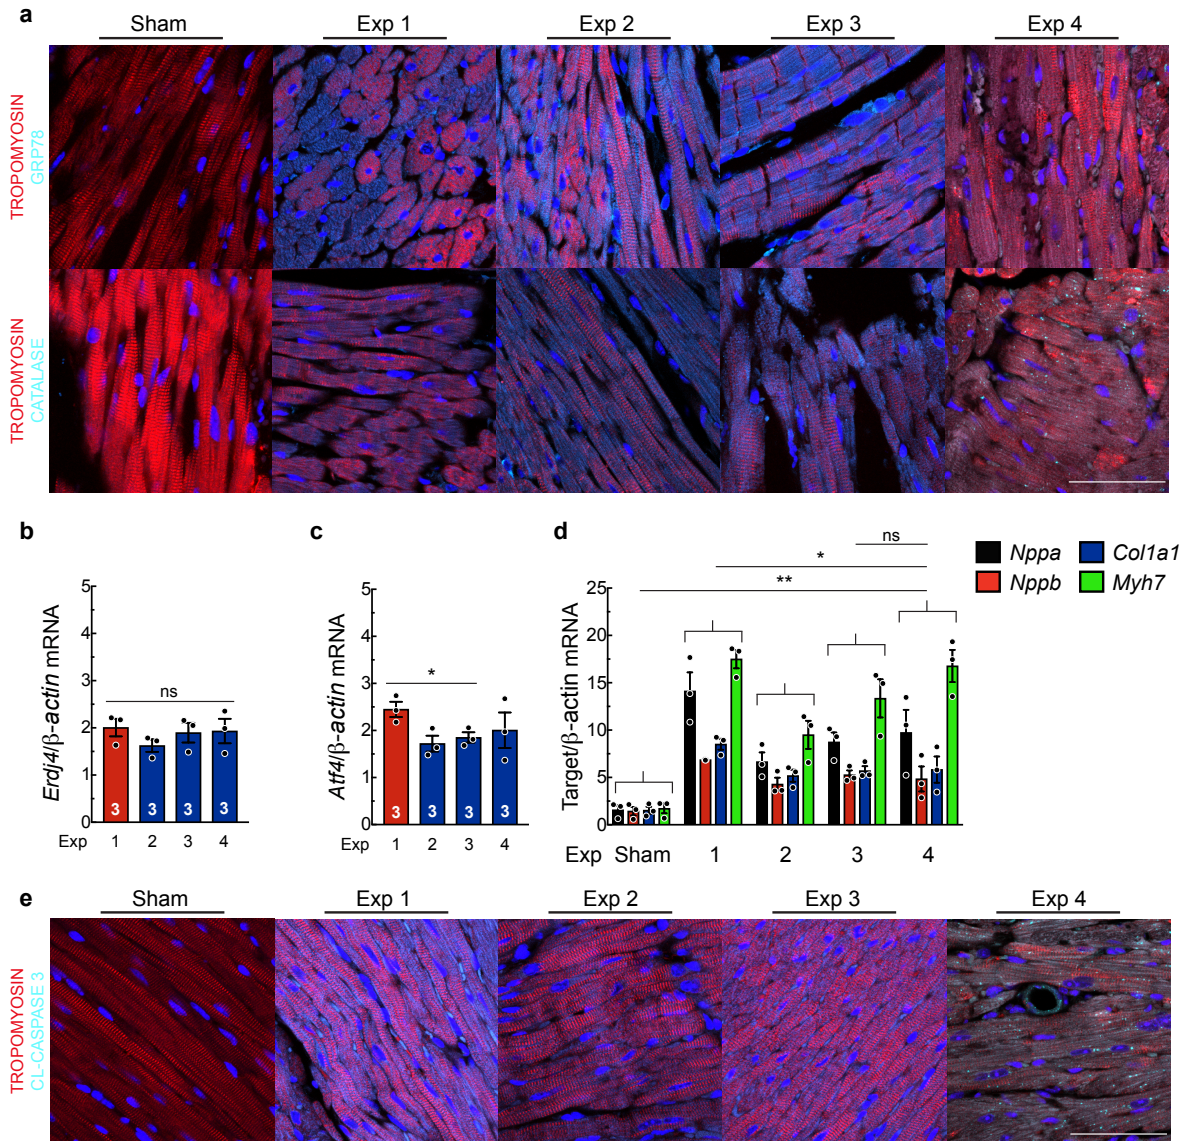 a
Sham Exp 1 Exp 2 Exp 3 Exp 4
TROPOMYOSIN
GRP78
TROPOMYOSIN
CATALASE
b
Erdj4/β-actin mRNA
5
4
3
2
1
0
ns
3 3 3 3
Exp 1 2 3 4
c
Atf4/β-actin mRNA
5
4
3
2
1
0
*
3 3 3 3
Exp 1 2 3 4
d
ns
*
**
Nppa Col1a1
Nppb Myh7
Target/β-actin mRNA
25
20
15
10
5
0
Exp Sham 1 2 3 4
e
Sham Exp 1 Exp 2 Exp 3 Exp 4
TROPOMYOSIN
CL-CASPASE 3